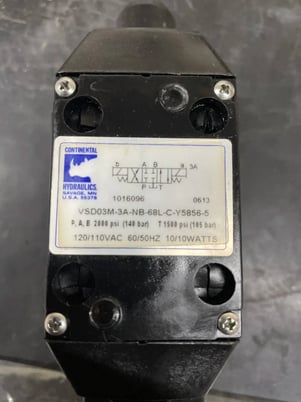 CONTINENTAL
HYDRAULICS.
SAVAGE, MN
U.S.A. 55378
b A B a 3A
P T
1016096 0613
VSD03M-3A-NB-68L-C-Y5856-5
P, A, B 2000 psi (140 bar) T 1500 psi (105 bar)
120/110VAC 60/50HZ 10/10WATTS